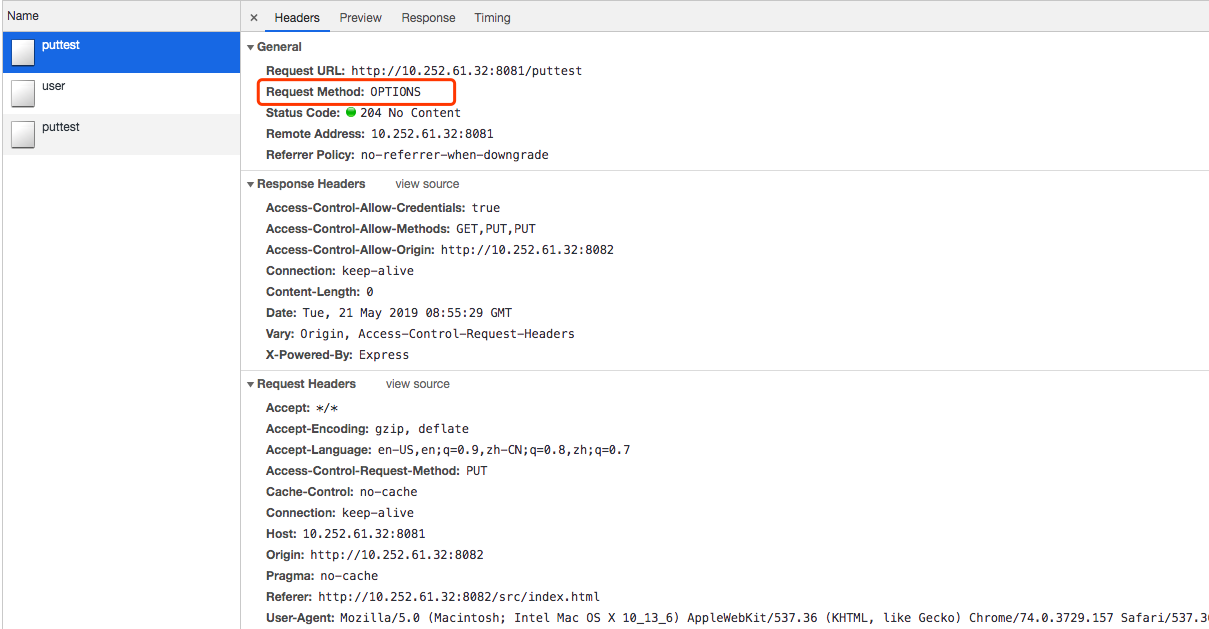 Name
× Headers Preview Response Timing
puttest
user
puttest
General
Request URL: http://10.252.61.32:8081/puttest
Request Method: OPTIONS
Status Code: 204 No Content
Remote Address: 10.252.61.32:8081
Referrer Policy: no-referrer-when-downgrade
Response Headers view source
Access-Control-Allow-Credentials: true
Access-Control-Allow-Methods: GET,PUT,PUT
Access-Control-Allow-Origin: http://10.252.61.32:8082
Connection: keep-alive
Content-Length: 0
Date: Tue, 21 May 2019 08:55:29 GMT
Vary: Origin, Access-Control-Request-Headers
X-Powered-By: Express
Request Headers view source
Accept: */*
Accept-Encoding: gzip, deflate
Accept-Language: en-US,en;q=0.9,zh-CN;q=0.8,zh;q=0.7
Access-Control-Request-Method: PUT
Cache-Control: no-cache
Connection: keep-alive
Host: 10.252.61.32:8081
Origin: http://10.252.61.32:8082
Pragma: no-cache
Referer: http://10.252.61.32:8082/src/index.html
User-Agent: Mozilla/5.0 (Macintosh; Intel Mac OS X 10_13_6) AppleWebKit/537.36 (KHTML, like Gecko) Chrome/74.0.3729.157 Safari/537.3